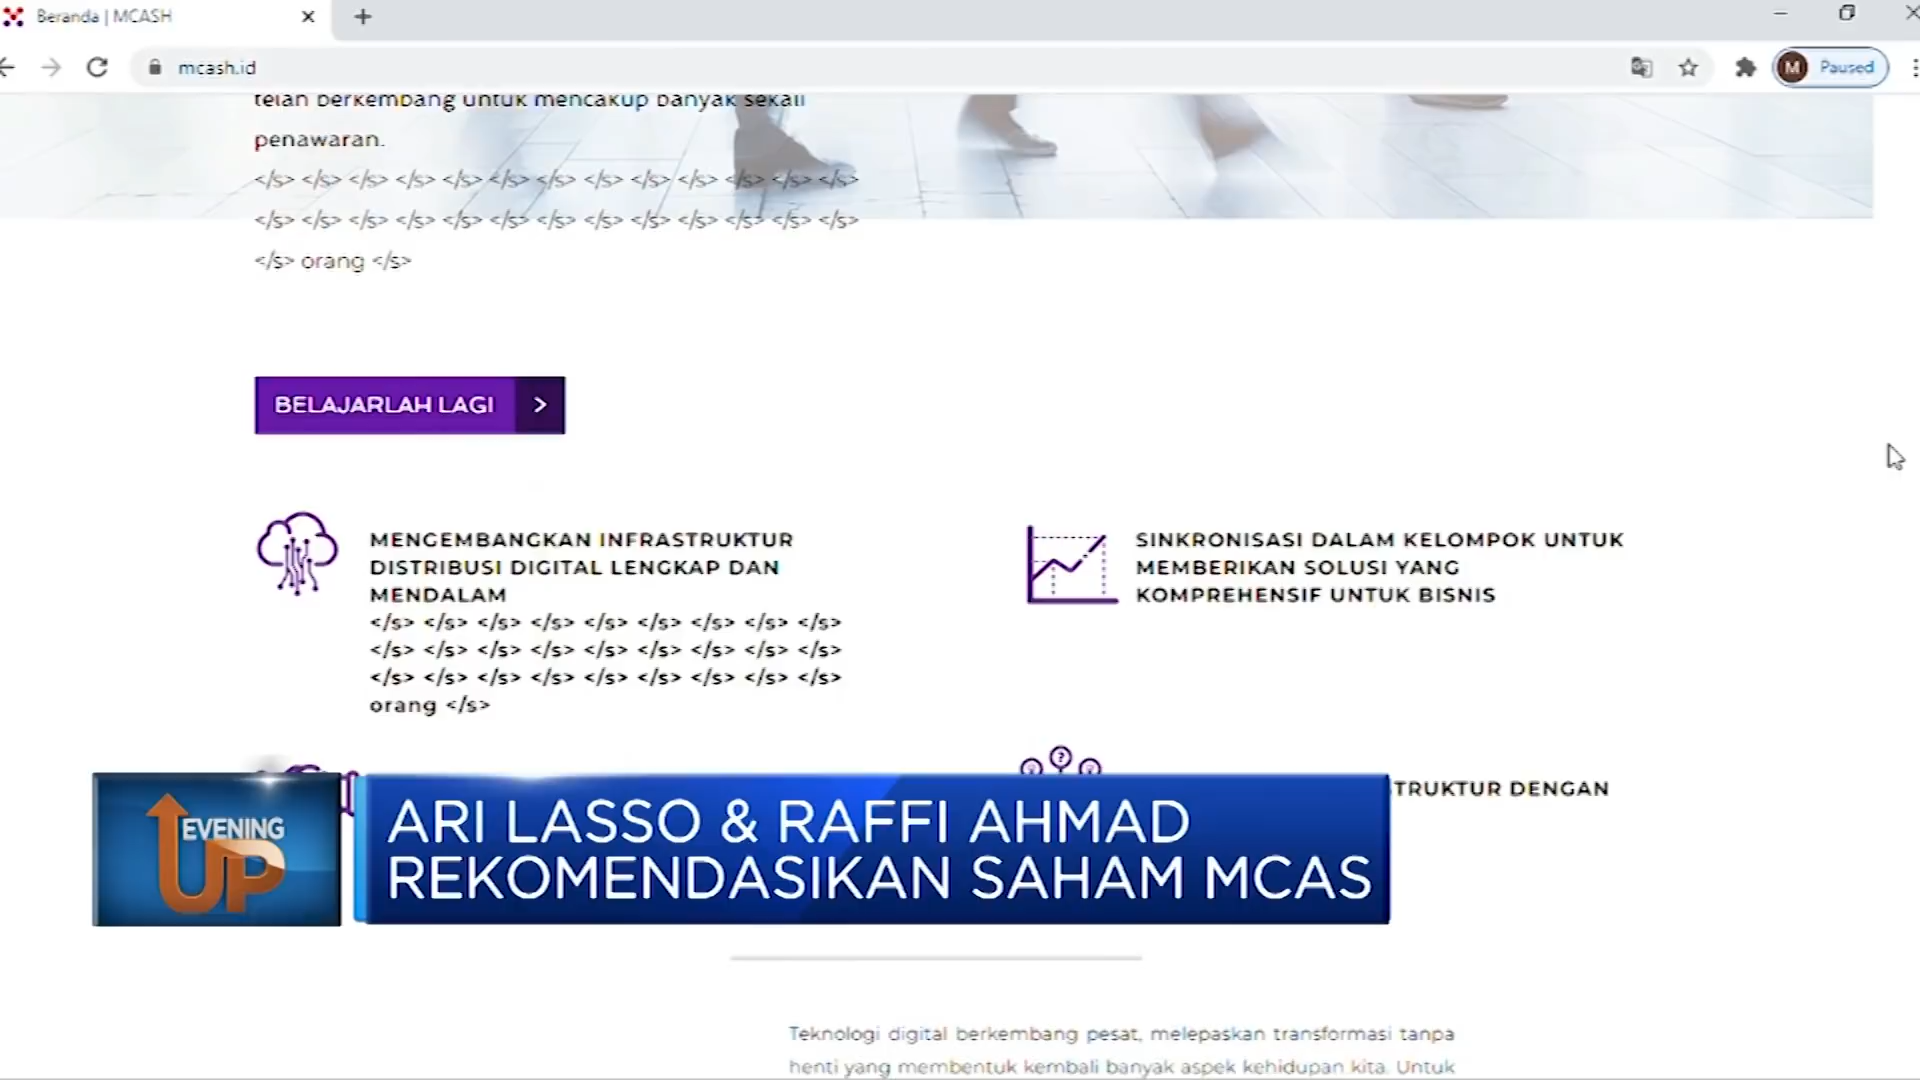 Beranda | MCASH
mcash.id
M Paused
telah berkembang untuk mencakup banyak sekali
penawaran.
</s> </s> </s> </s> </s> </s> </s> </s> </s> </s> </s> </s> </s>
</s> </s> </s> </s> </s> </s> </s> </s> </s> </s> </s> </s> </s>
</s> orang </s>
BELAJARLAH LAGI >
MENGEMBANGKAN INFRASTRUKTUR
DISTRIBUSI DIGITAL LENGKAP DAN
MENDALAM
</s> </s> </s> </s> </s> </s> </s> </s> </s>
</s> </s> </s> </s> </s> </s> </s> </s> </s>
</s> </s> </s> </s> </s> </s> </s> </s> </s>
orang </s>
SINKRONISASI DALAM KELOMPOK UNTUK
MEMBERIKAN SOLUSI YANG
KOMPREHENSIF UNTUK BISNIS
TRUKTUR DENGAN
EVENING
UP
ARI LASSO & RAFFI AHMAD
REKOMENDASIKAN SAHAM MCAS
Teknologi digital berkembang pesat, melepaskan transformasi tanpa
henti yang membentuk kembali banyak aspek kehidupan kita. Untuk